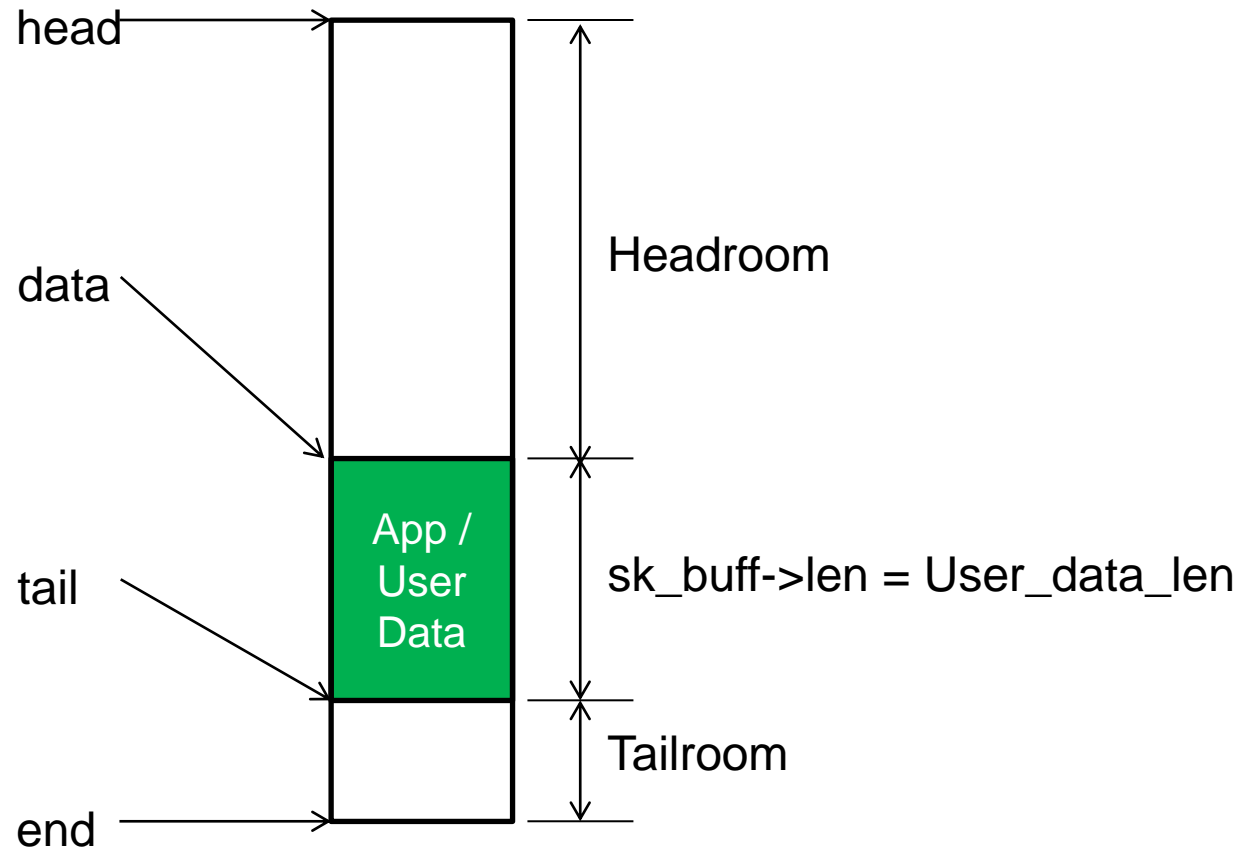 head
data
tail
end
App /
User
Data
Headroom
sk_buff->len = User_data_len
Tailroom